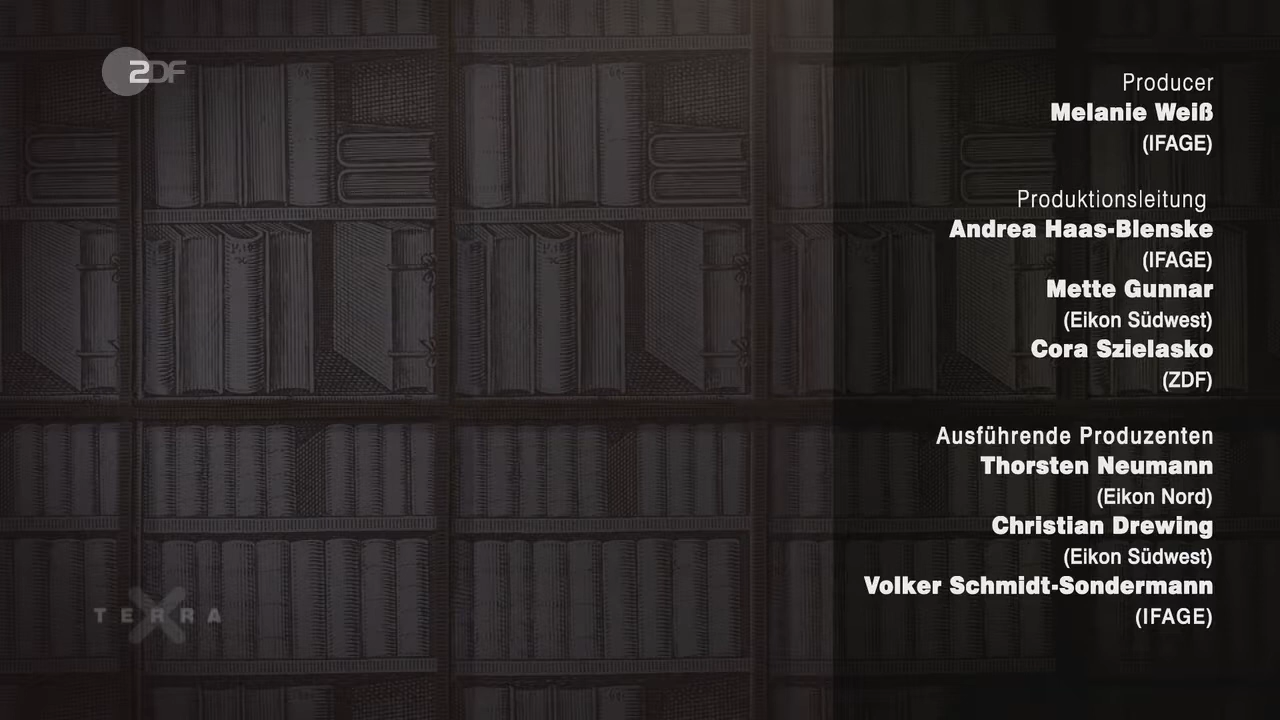 ZDF
Producer
Melanie Weiß
(IFAGE)
Produktionsleitung
Andrea Haas-Blenske
(IFAGE)
Mette Gunnar
(Eikon Südwest)
Cora Szielasko
(ZDF)
Ausführende Produzenten
Thorsten Neumann
(Eikon Nord)
Christian Drewing
(Eikon Südwest)
Volker Schmidt-Sondermann
(IFAGE)
TERRA X